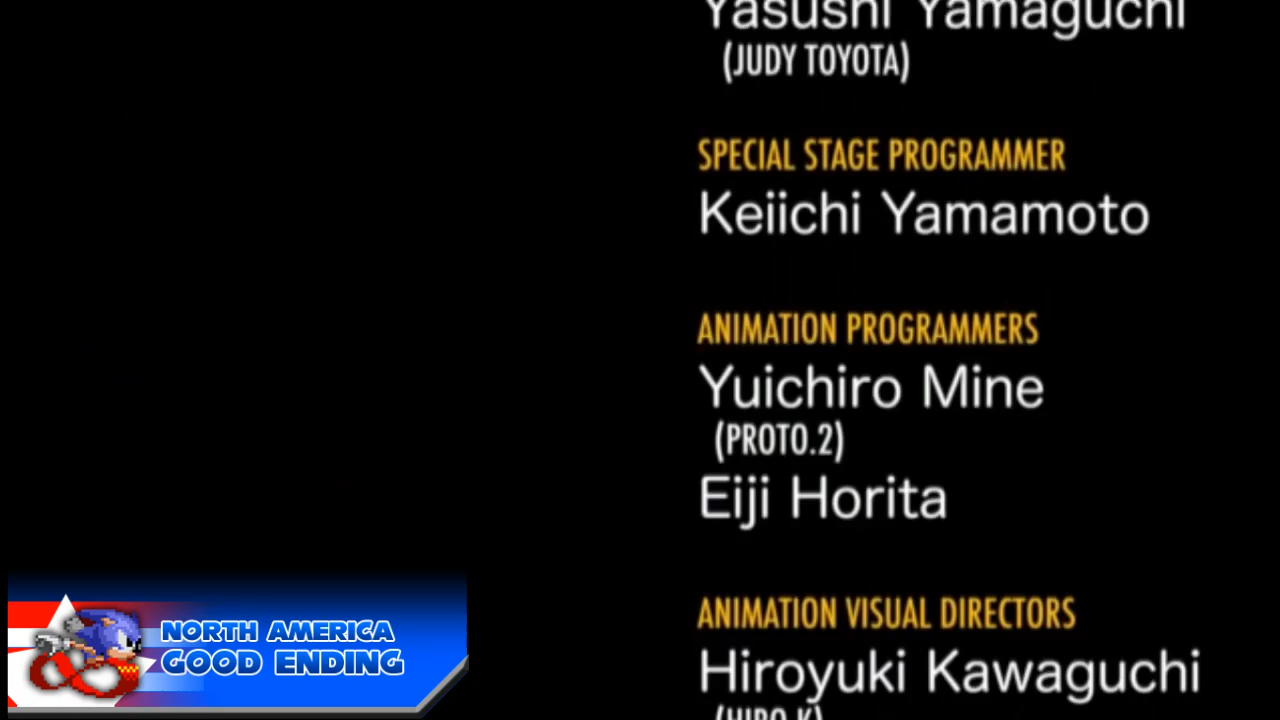 Yasushi Yamaguchi
(JUDY TOYOTA)
SPECIAL STAGE PROGRAMMER
Keiichi Yamamoto
ANIMATION PROGRAMMERS
Yuichiro Mine
(PROTO.2)
Eiji Horita
ANIMATION VISUAL DIRECTORS
Hiroyuki Kawaguchi
(HIRO.K)
NORTH AMERICA
GOOD ENDING